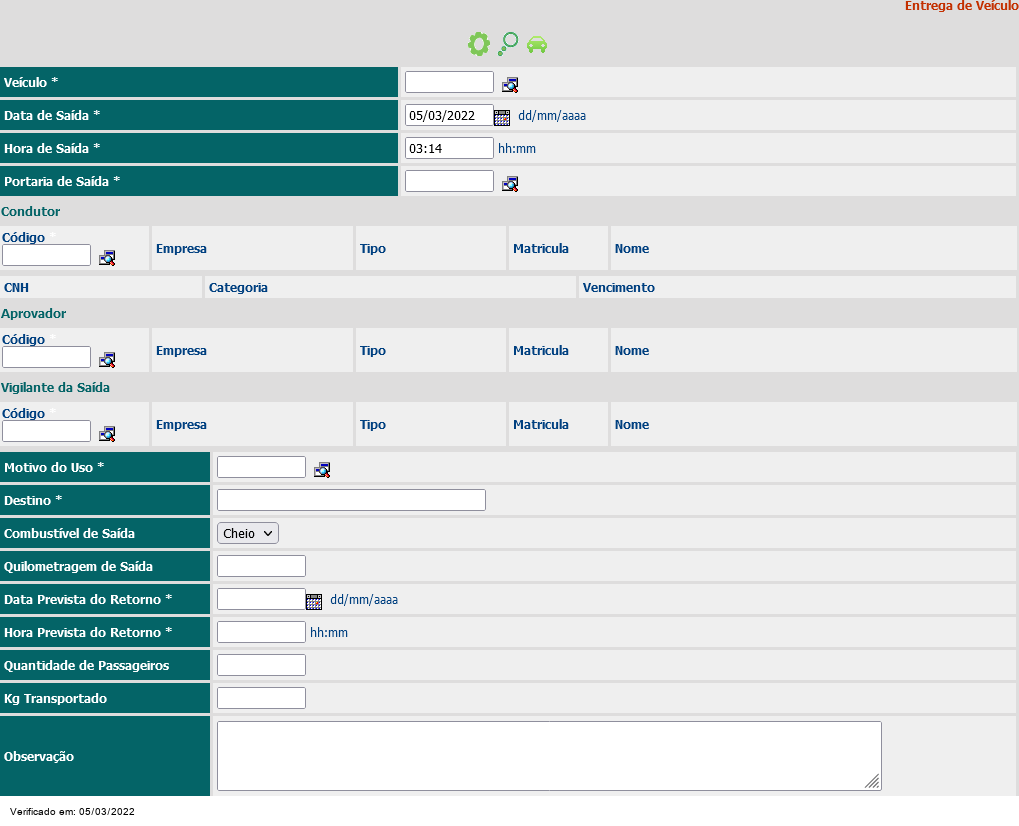 Entrega de Veículo
Veículo *
Data de Saída * 05/03/2022 dd/mm/aaaa
Hora de Saída * 03:14 hh:mm
Portaria de Saída *
Condutor
Código * Empresa Tipo Matricula Nome
CNH Categoria Vencimento
Aprovador
Código * Empresa Tipo Matricula Nome
Vigilante da Saída
Código * Empresa Tipo Matricula Nome
Motivo do Uso *
Destino *
Combustível de Saída Cheio
Quilometragem de Saída
Data Prevista do Retorno * dd/mm/aaaa
Hora Prevista do Retorno * hh:mm
Quantidade de Passageiros
Kg Transportado
Observação
Verificado em: 05/03/2022